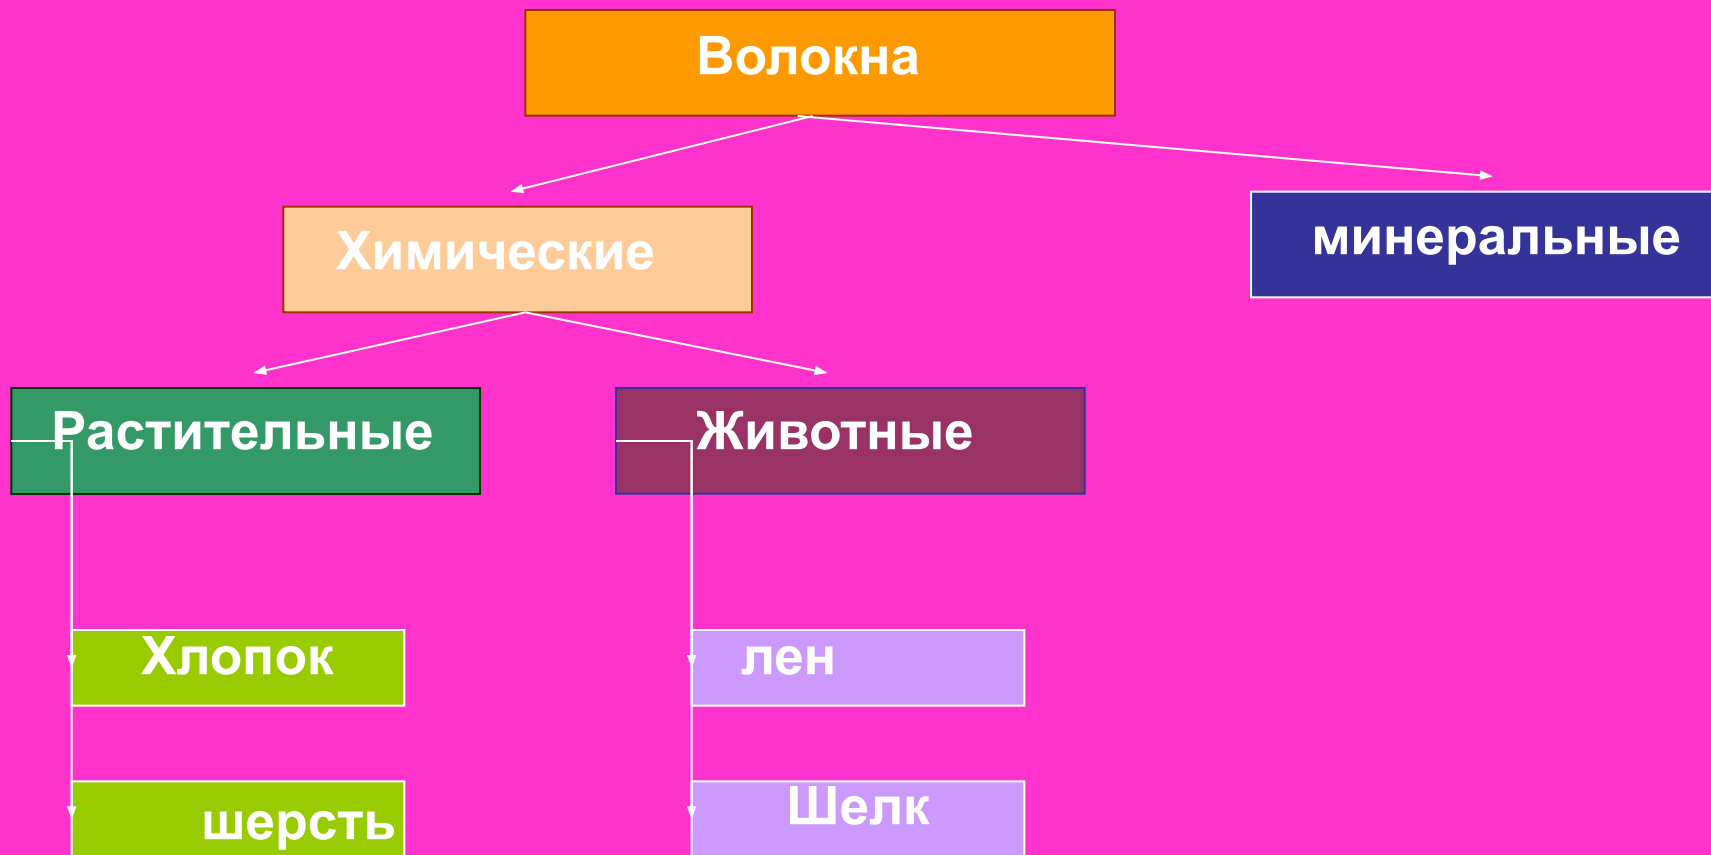 Волокна
Химические
минеральные
Растительные
Животные
Хлопок
лен
шерсть
Шелк